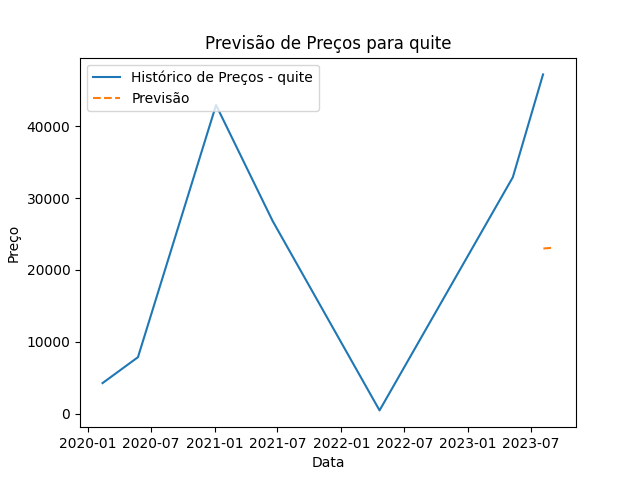 Previsão de Preços para quite
Histórico de Preços - quite
Previsão
Preço
40000
30000
20000
10000
0
2020-01 2020-07 2021-01 2021-07 2022-01 2022-07 2023-01 2023-07
Data